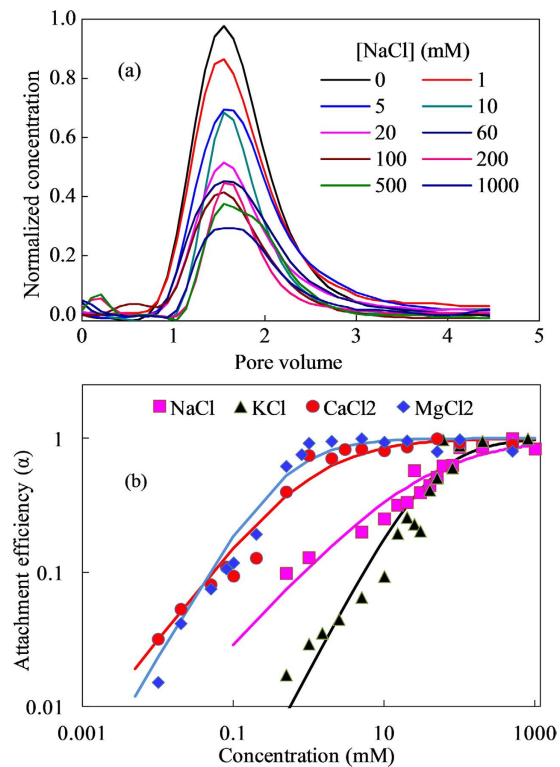 1.0
[NaCl] (mM)
(a)
0 1
0.8
5 10
20 60
0.6
100 200
500 1000
0.4
0.2
0.0
Normalized concentration
0 1 2 3 4 5
Pore volume
NaCl KCl CaCl2 MgCl2
1
(b)
0.1
0.01
Attachment efficiency (α)
0.001 0.1 10 1000
Concentration (mM)